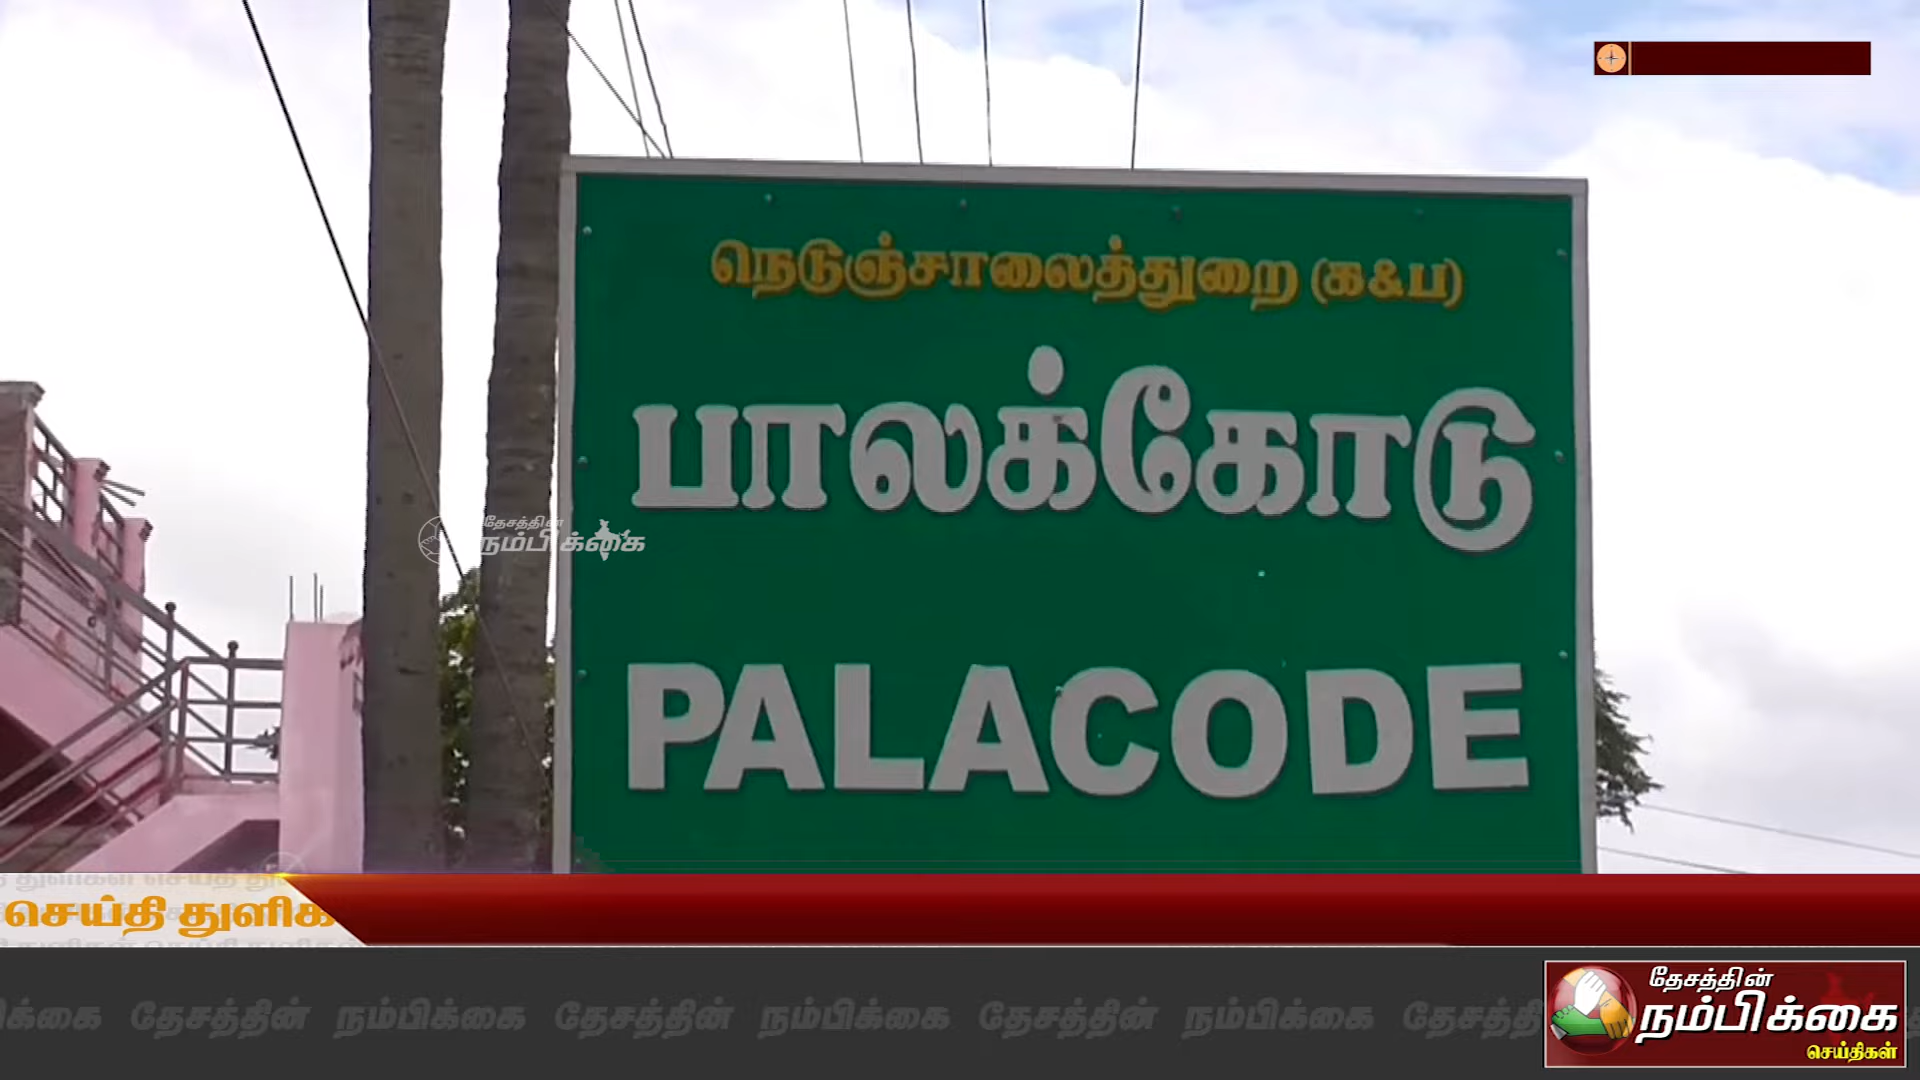 நெடுஞ்சாலைத்துறை (க&ப)
பாலக்கோடு
தேசத்தின்
நம்பிக்கை
PALACODE
செய்தி துளிக
தேசத்தின் நம்பிக்கை தேசத்தின் நம்பிக்கை தேசத்தின் நம்பிக்கை
தேசத்தின்
நம்பிக்கை
செய்திகள்